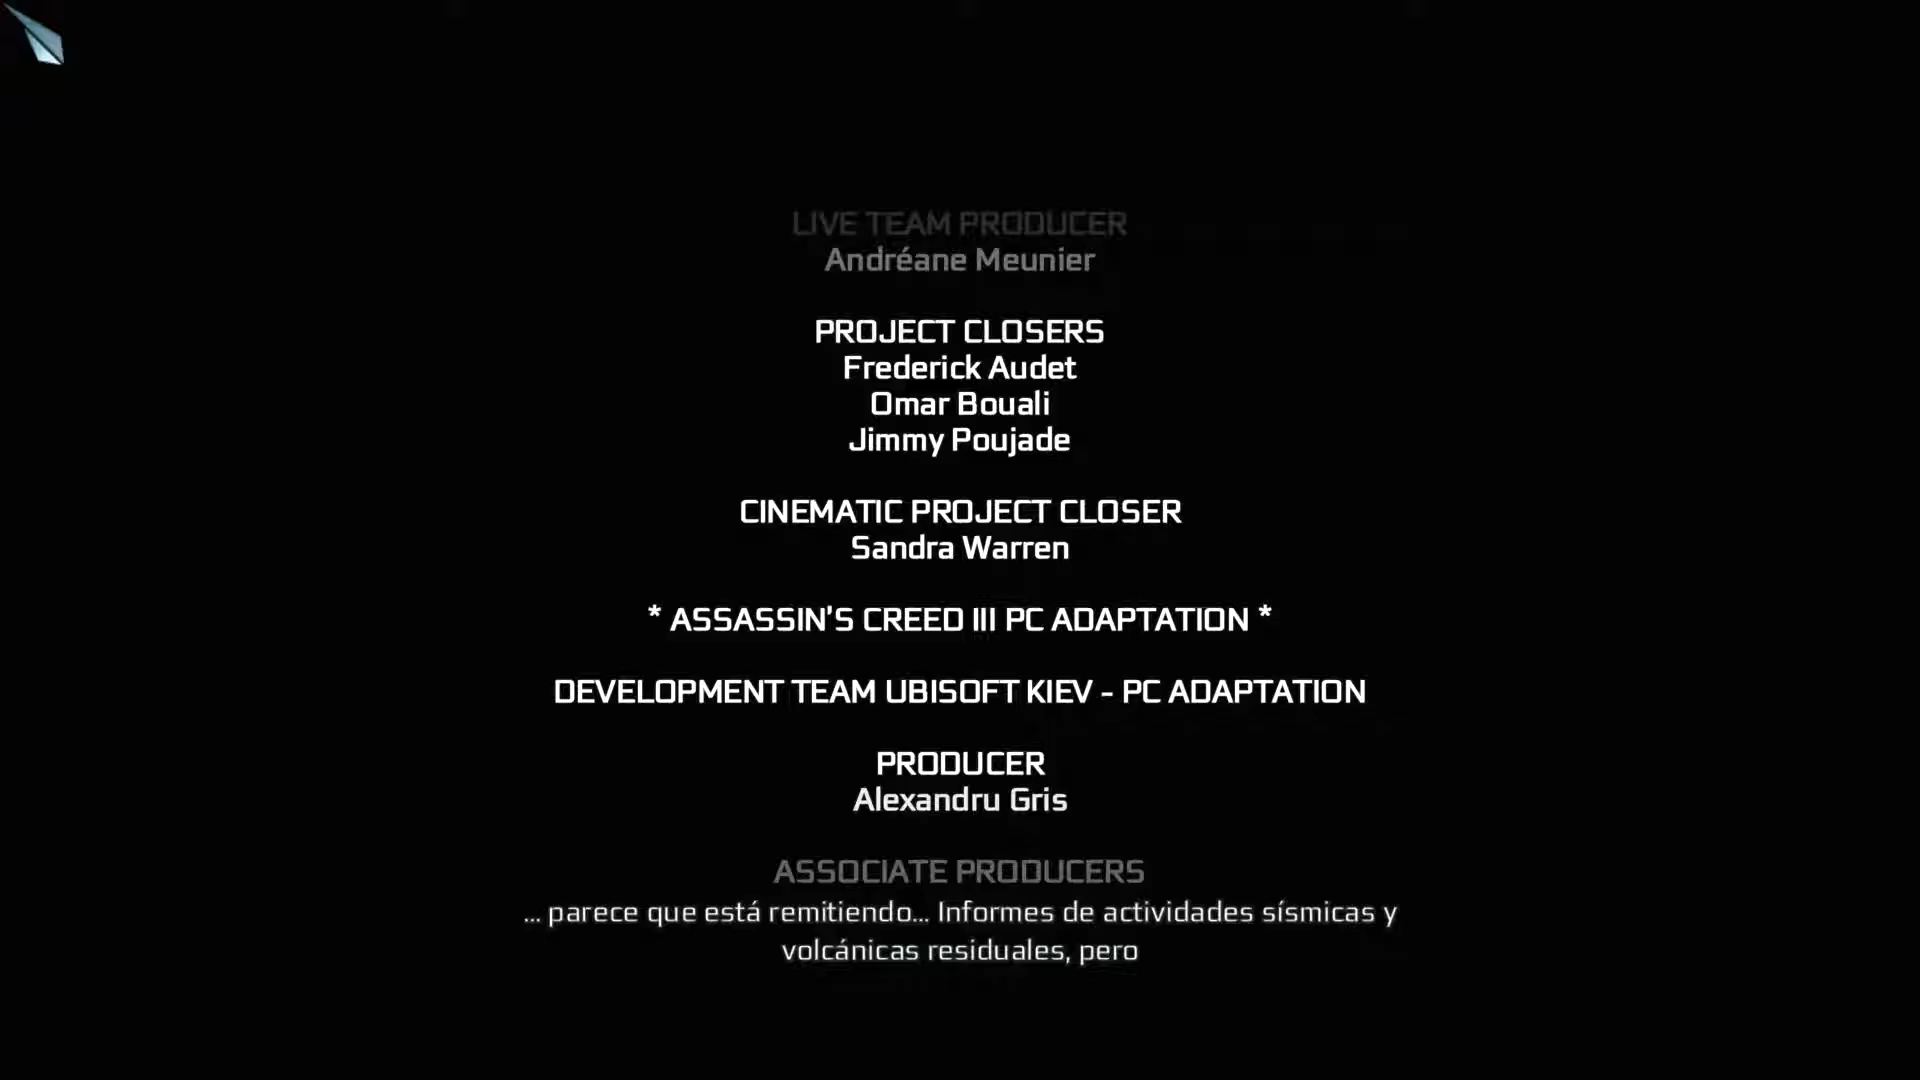 LIVE TEAM PRODUCER
Andréane Meunier
PROJECT CLOSERS
Frederick Audet
Omar Bouali
Jimmy Poujade
CINEMATIC PROJECT CLOSER
Sandra Warren
* ASSASSIN'S CREED III PC ADAPTATION *
DEVELOPMENT TEAM UBISOFT KIEV - PC ADAPTATION
PRODUCER
Alexandru Gris
ASSOCIATE PRODUCERS
... parece que está remitiendo... Informes de actividades sísmicas y
volcánicas residuales, pero